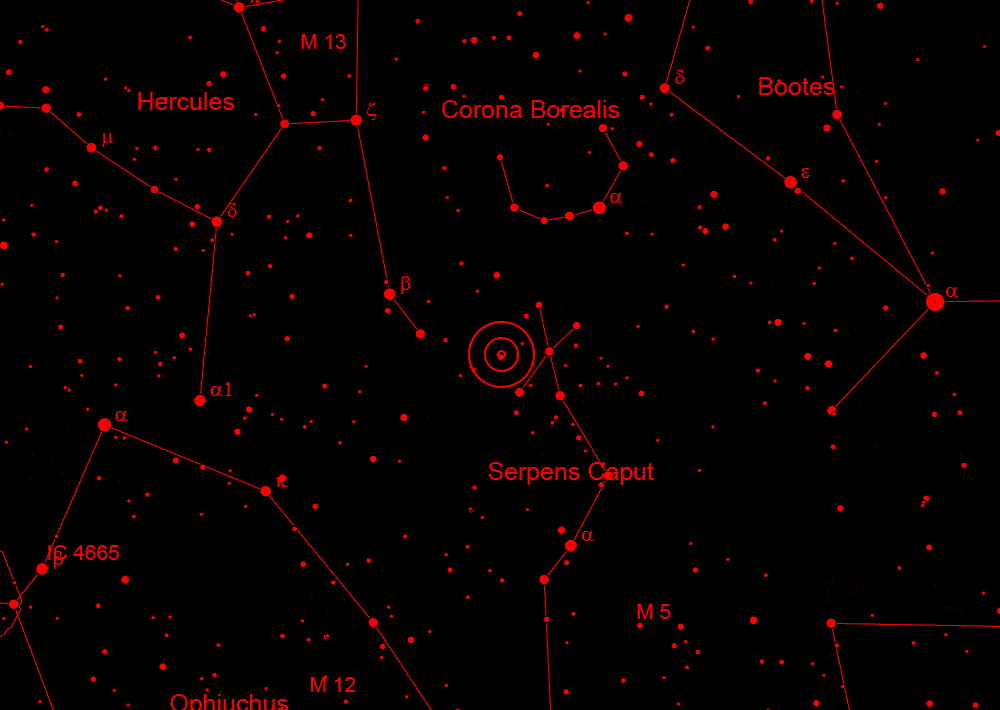 M 13
Hercules
ξ
Corona Borealis
δ
Bootes
μ
ε
α
δ
β
α
α1
α
κ
Serpens Caput
α
IC 4665
β
M 5
M 12
Ophiuchus